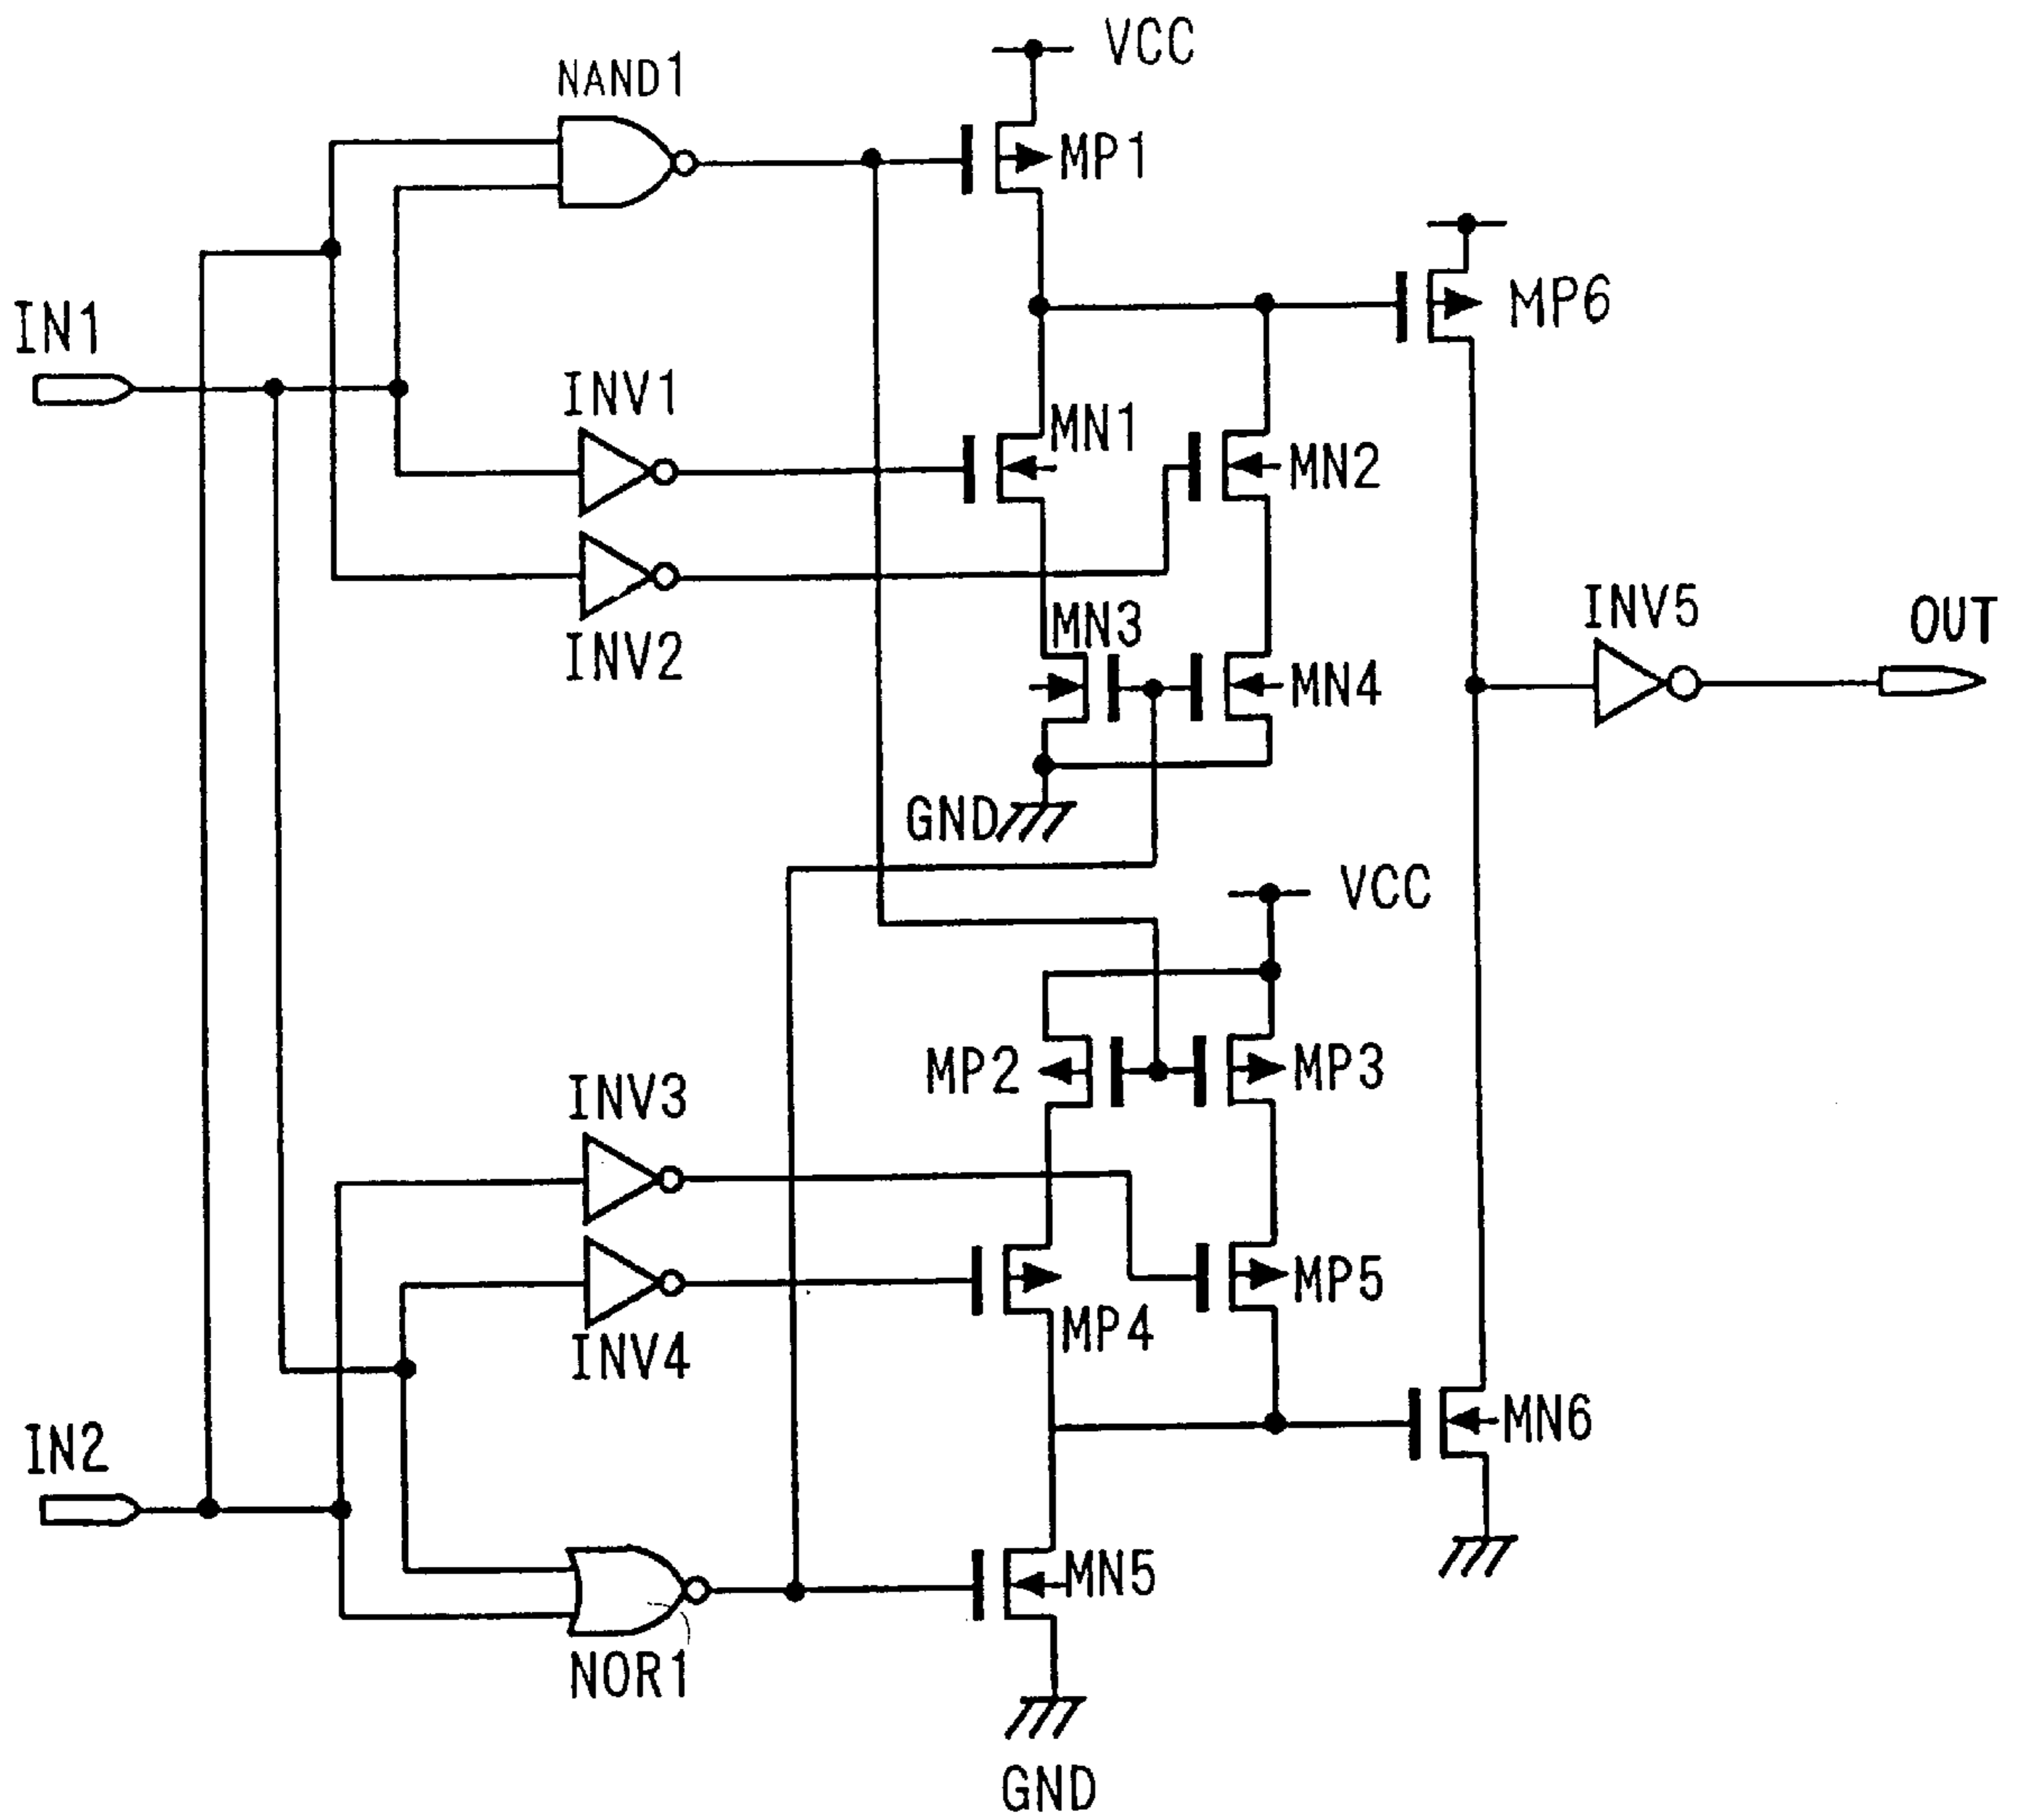 VCC
NAND1
MP1
MP6
IN1
INV1
MN1
MN2
INV2
MN3
MN4
INV5
OUT
GND
VCC
MP2
MP3
INV3
MP4
MP5
INV4
IN2
MN6
MN5
NOR1
GND